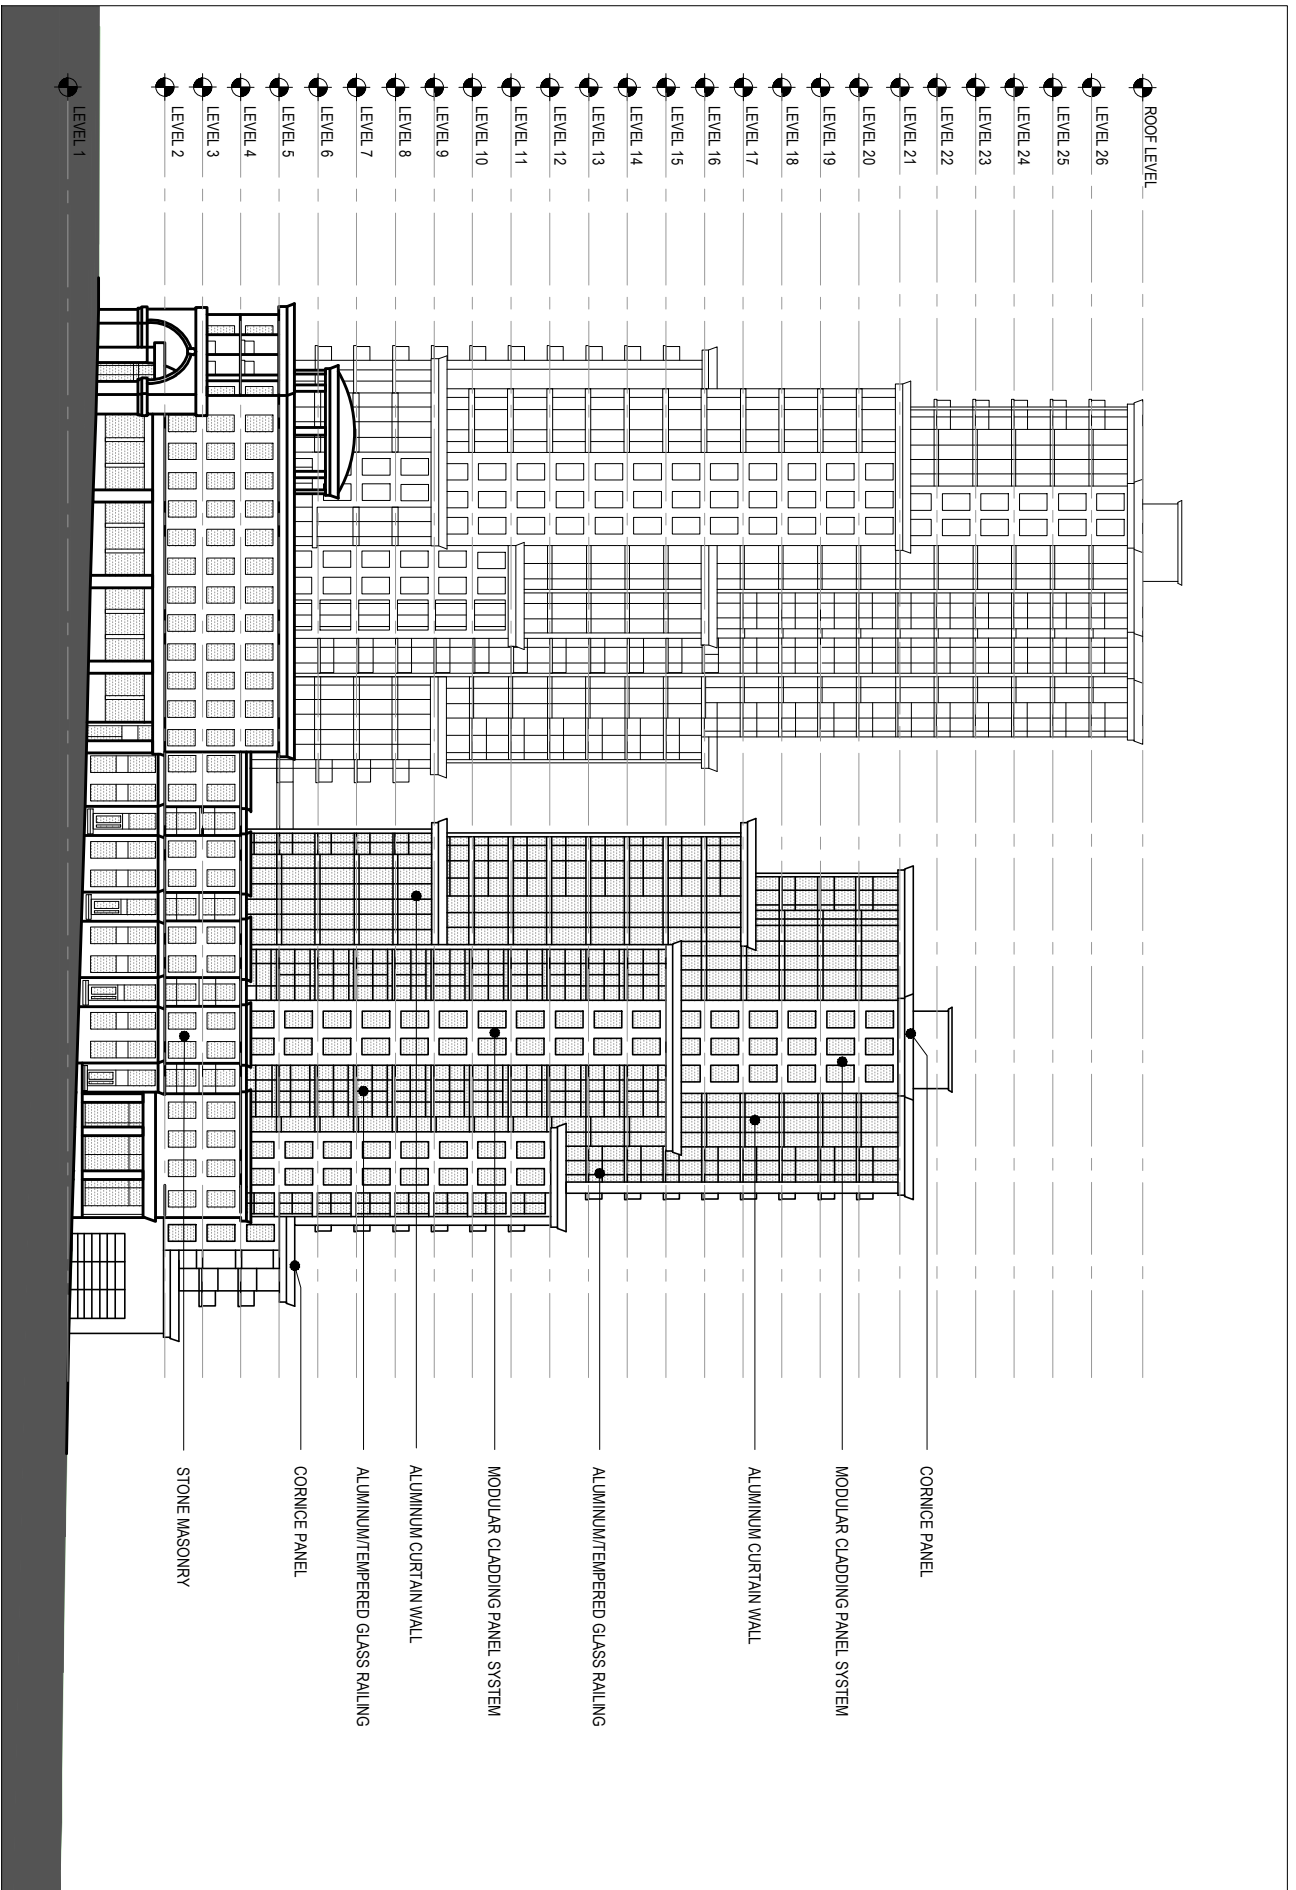 ROOF LEVEL
LEVEL 26
LEVEL 25
LEVEL 24
LEVEL 23
LEVEL 22
LEVEL 21
LEVEL 20
LEVEL 19
LEVEL 18
LEVEL 17
LEVEL 16
LEVEL 15
LEVEL 14
LEVEL 13
LEVEL 12
LEVEL 11
LEVEL 10
LEVEL 9
LEVEL 8
LEVEL 7
LEVEL 6
LEVEL 5
LEVEL 4
LEVEL 3
LEVEL 2
LEVEL 1
CORNICE PANEL
MODULAR CLADDING PANEL SYSTEM
ALUMINUM CURTAIN WALL
ALUMINUM/TEMPERED GLASS RAILING
MODULAR CLADDING PANEL SYSTEM
ALUMINUM CURTAIN WALL
ALUMINUM/TEMPERED GLASS RAILING
CORNICE PANEL
STONE MASONRY